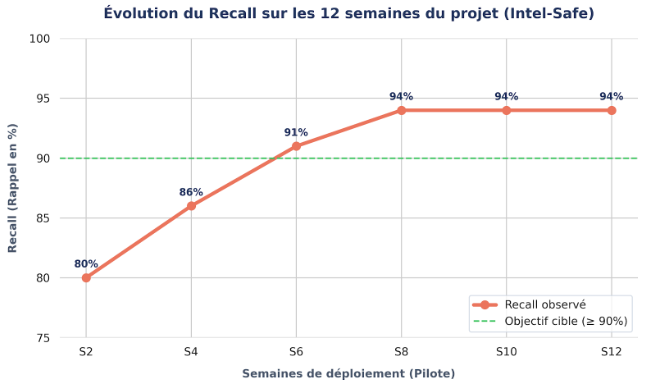 Évolution du Recall sur les 12 semaines du projet (Intel-Safe)
Recall (Rappel en %)
100
95
90
85
80
75
80%
86%
91%
94%
94%
94%
Recall observé
Objectif cible (≥ 90%)
S2
S4
S6
S8
S10
S12
Semaines de déploiement (Pilote)